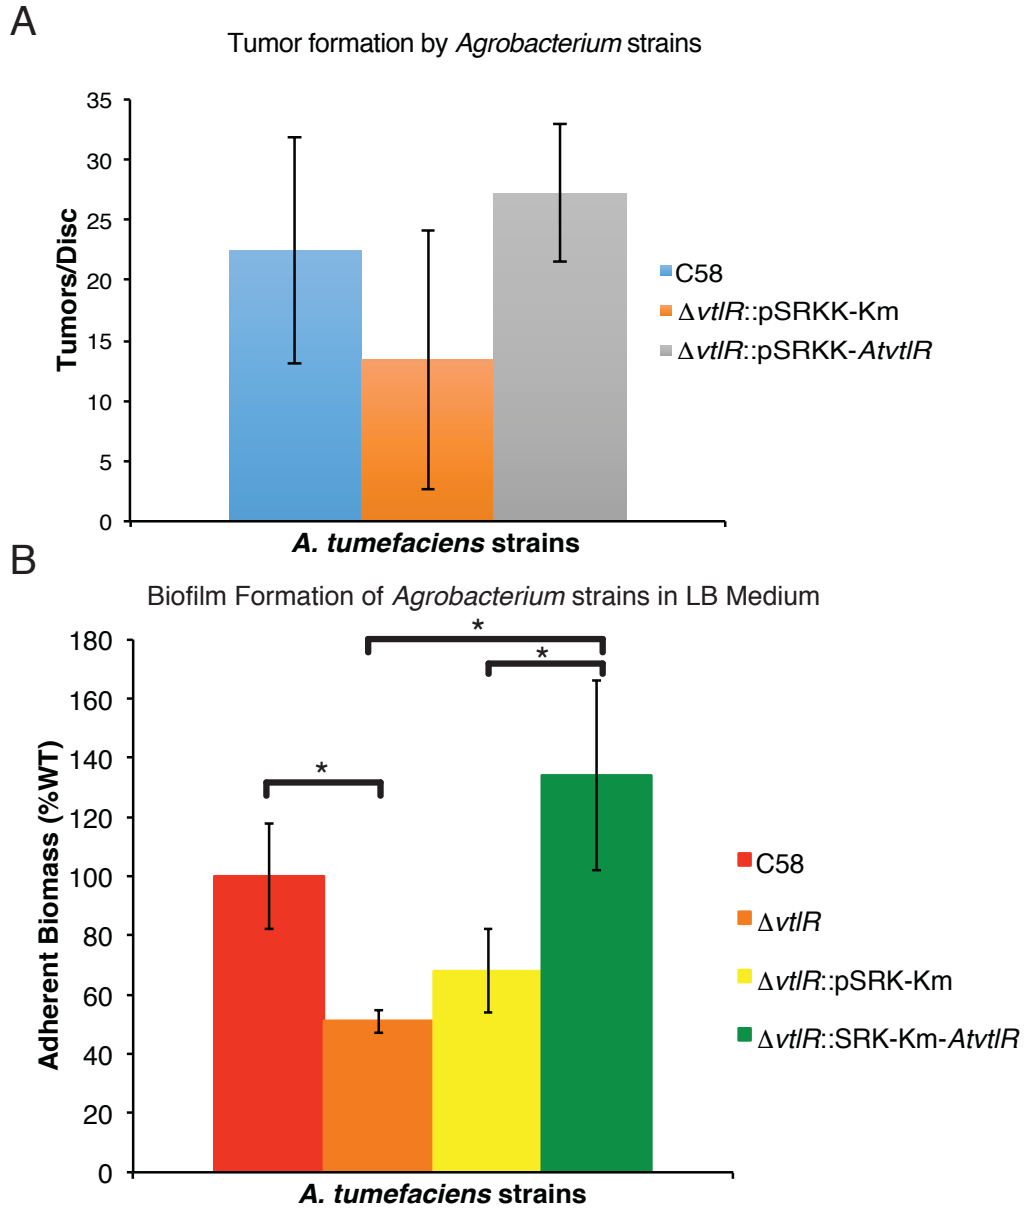 A
Tumor formation by Agrobacterium strains
35
30
25
20
15
10
5
0
Tumors/Disc
A. tumefaciens strains
C58
ΔvtlR::pSRKK-Km
ΔvtlR::pSRKK-AtvtlR
B
Biofilm Formation of Agrobacterium strains in LB Medium
180
160
140
120
100
80
60
40
20
0
Adherent Biomass (%WT)
*
*
*
A. tumefaciens strains
C58
ΔvtlR
ΔvtlR::pSRK-Km
ΔvtlR::SRK-Km-AtvtlR